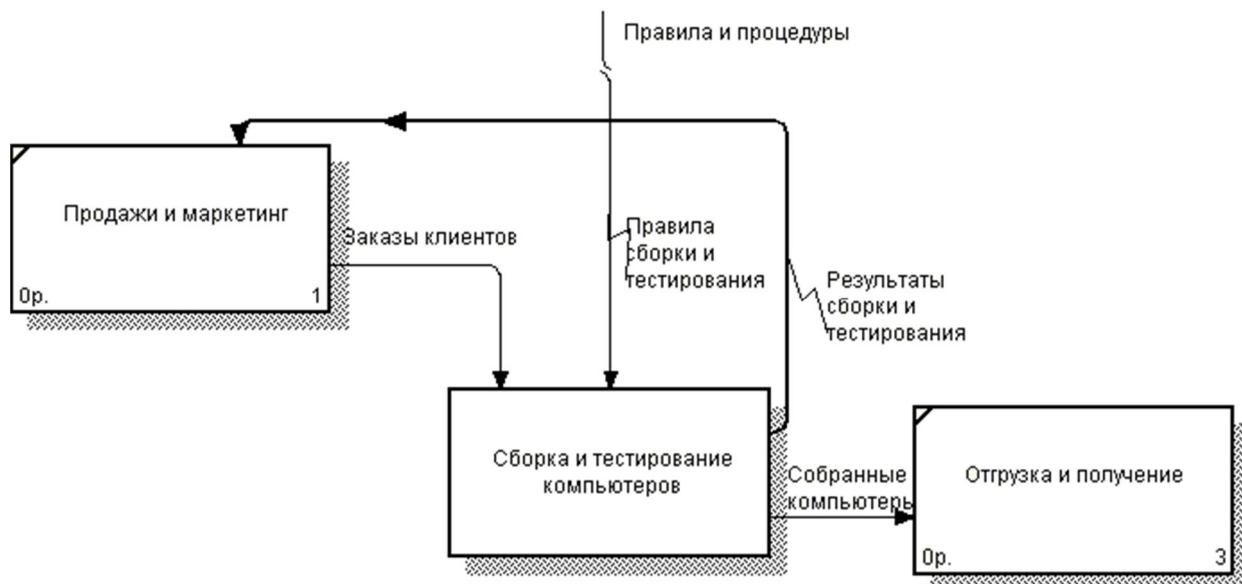 Правила и процедуры
Продажи и маркетинг
0р.
1
Заказы клиентов
Правила
сборки и
тестирования
Результаты
сборки и
тестирования
Сборка и тестирование
компьютеров
Собранные
компьютеры
Отгрузка и получение
0р.
3